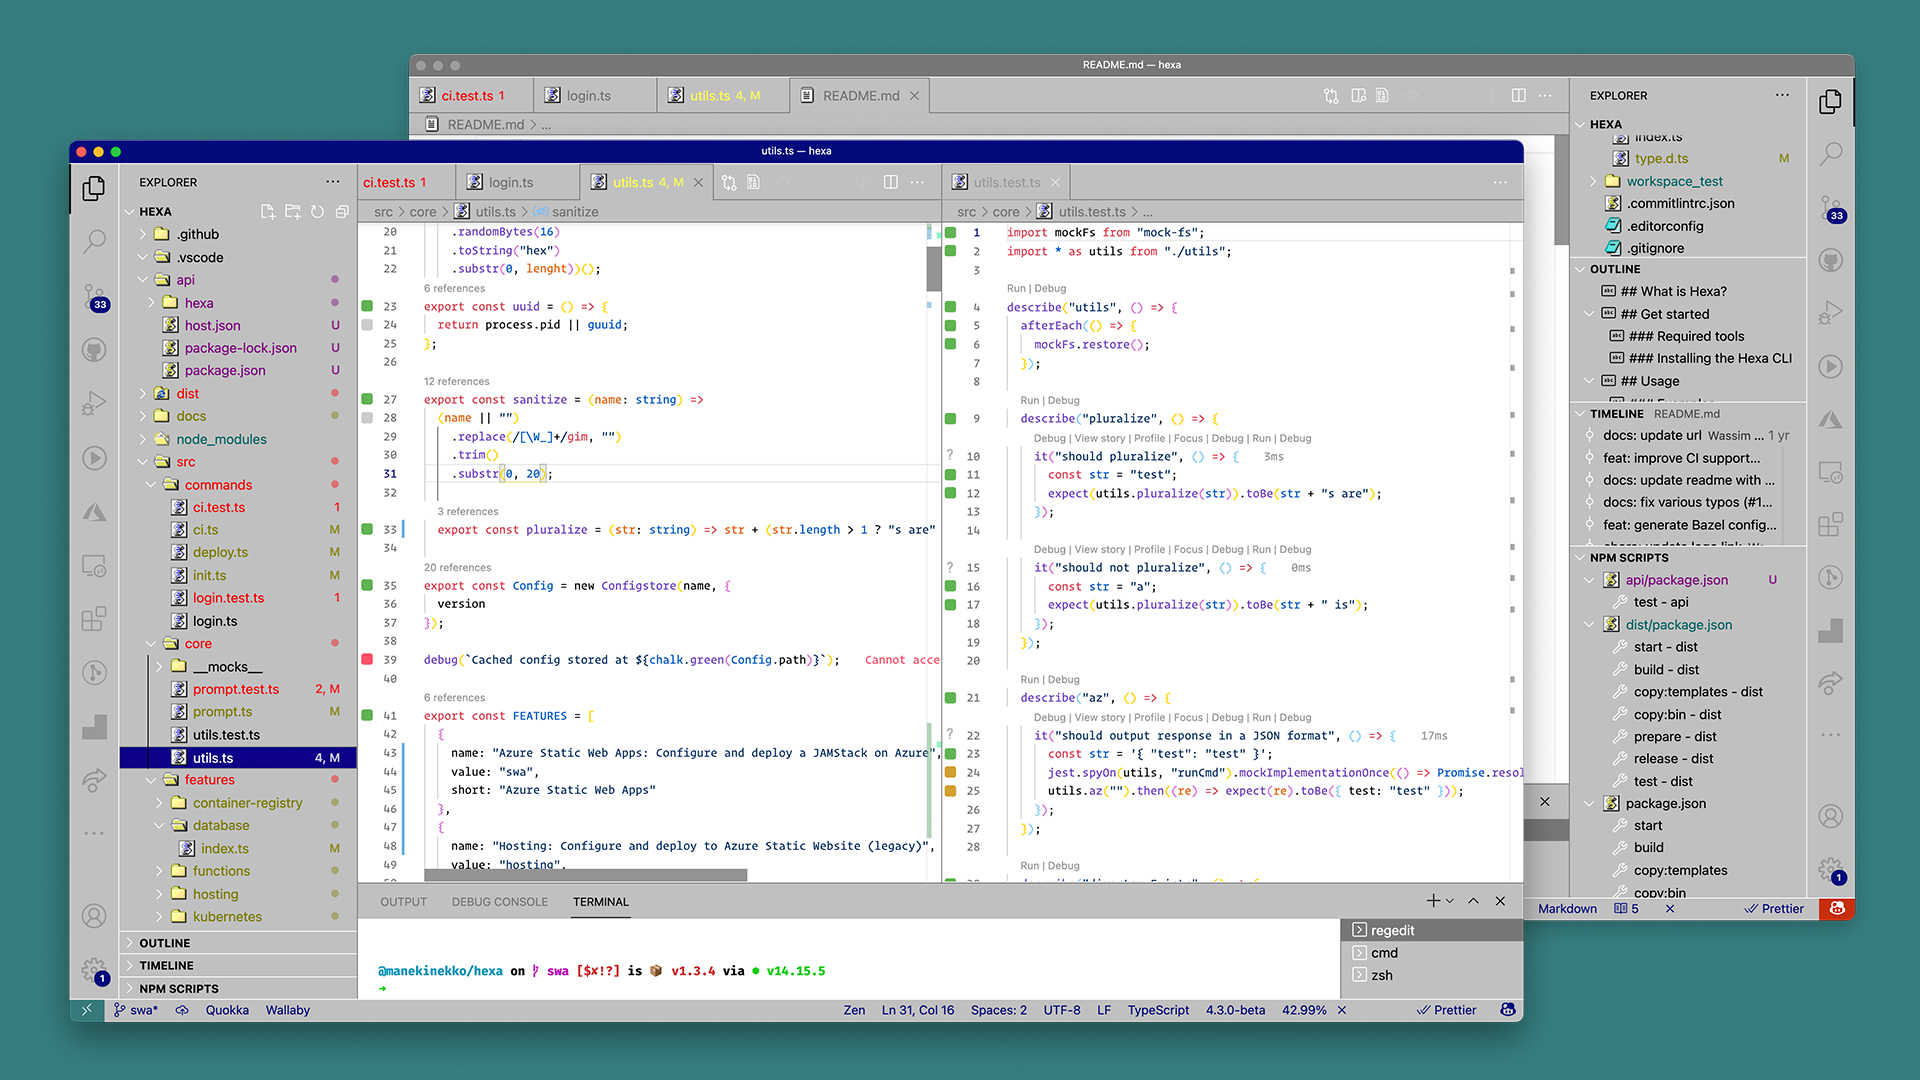 README.md — hexa
ci.test.ts 1
login.ts
utils.ts 4, M
README.md
README.md > ...
EXPLORER
HEXA
index.ts
type.d.ts M
workspace_test
.commitlintrc.json
.editorconfig
.gitignore
OUTLINE
## What is Hexa?
## Get started
### Required tools
### Installing the Hexa CLI
## Usage
TIMELINE README.md
docs: update url Wassim ... 1 yr
feat: improve CI support...
docs: update readme with ...
docs: fix various typos (#1...
feat: generate Bazel config...
NPM SCRIPTS
api/package.json U
test - api
dist/package.json
start - dist
build - dist
copy:templates - dist
copy:bin - dist
prepare - dist
release - dist
test - dist
package.json
start
build
copy:templates
copy:bin
33
1
Markdown
5
Prettier
utils.ts — hexa
33
1
EXPLORER
HEXA
.github
.vscode
api
hexa
host.json U
package-lock.json U
package.json U
dist
docs
node_modules
src
commands
ci.test.ts 1
ci.ts M
deploy.ts M
init.ts M
login.test.ts 1
login.ts
core
__mocks__
prompt.test.ts 2, M
prompt.ts M
utils.test.ts
utils.ts 4, M
features
container-registry
database
index.ts M
functions
hosting
kubernetes
OUTLINE
TIMELINE
NPM SCRIPTS
ci.test.ts 1
login.ts
utils.ts 4, M
src > core > utils.ts > sanitize
20 .randomBytes(16)
21 .toString("hex")
22 .substr(0, lenght))();
6 references
23 export const uuid = () => {
24 return process.pid || guuid;
25 };
26
12 references
27 export const sanitize = (name: string) =>
28 (name || "")
29 .replace(/[\W_]+/gim, "")
30 .trim()
31 .substr(0, 20);
32
3 references
33 export const pluralize = (str: string) => str + (str.length > 1 ? "s are"
34
20 references
35 export const Config = new Configstore(name, {
36 version
37 });
38
39 debug(`Cached config stored at ${chalk.green(Config.path)}`); Cannot acce
40
6 references
41 export const FEATURES = [
42 {
43 name: "Azure Static Web Apps: Configure and deploy a JAMStack on Azure",
44 value: "swa",
45 short: "Azure Static Web Apps"
46 },
47 {
48 name: "Hosting: Configure and deploy to Azure Static Website (legacy)",
49 value: "hosting",
utils.test.ts
src > core > utils.test.ts > ...
1 import mockFs from "mock-fs";
2 import * as utils from "./utils";
3
Run | Debug
4 describe("utils", () => {
5 afterEach(() => {
6 mockFs.restore();
7 });
8
Run | Debug
9 describe("pluralize", () => {
Debug | View story | Profile | Focus | Debug | Run | Debug
? 10 it("should pluralize", () => { 3ms
11 const str = "test";
12 expect(utils.pluralize(str)).toBe(str + "s are");
13 });
14
Debug | View story | Profile | Focus | Debug | Run | Debug
? 15 it("should not pluralize", () => { 0ms
16 const str = "a";
17 expect(utils.pluralize(str)).toBe(str + " is");
18 });
19 });
20
Run | Debug
21 describe("az", () => {
Debug | View story | Profile | Focus | Debug | Run | Debug
? 22 it("should output response in a JSON format", () => { 17ms
23 const str = '{ "test": "test" }';
24 jest.spyOn(utils, "runCmd").mockImplementationOnce(() => Promise.resol
25 utils.az("").then((re) => expect(re).toBe({ test: "test" }));
26 });
27 });
28
Run | Debug
OUTPUT
DEBUG CONSOLE
TERMINAL
@manekinekko/hexa on swa [$✘!?] is 📦 v1.3.4 via ● v14.15.5
➜
regedit
cmd
zsh
swa*
Quokka
Wallaby
Zen
Ln 31, Col 16
Spaces: 2
UTF-8
LF
TypeScript
4.3.0-beta
42.99%
Prettier